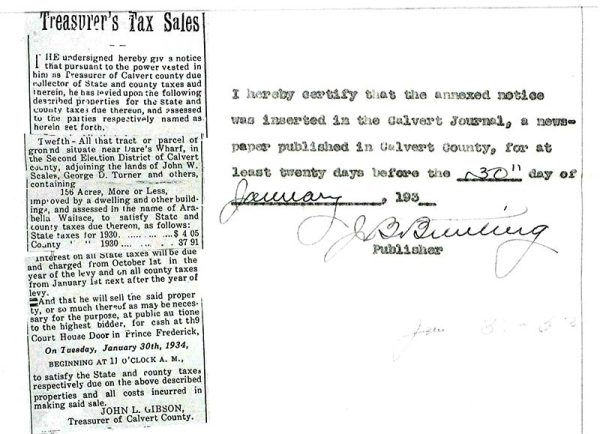 Treasurer's Tax Sales
THE undersigned hereby giv a notice
that pursuant to the power vested in
him as Treasurer of Calvert county due
collector of State and county taxes aud
therein, he has levied upon the following
described properties for the State and
county taxes due thereon, and assessed
to the parties respectively named as
herein set forth.
Twefth- All that tract or parcel of
ground situate near Dare's Wharf, in
the Second Election District of Calvert
county, adjoining the lands of John W.
Scales, George D. Turner and others,
containing
156 Acres, More or Less,
improved by a dwelling and other build-
ings, and assessed in the name of Ara-
bella Wallace, to satisfy State and
county taxes due thereon, as follows:
State taxes for 1930. $ 4 05
County " " 1930 37 91
Interest on all State taxes will be due
and charged from October 1st in the
year of the levy and on all county taxes
from January 1st next after the year of
levy.
And that he will sell the said proper
ty, or so much thereof as may be neces-
sary for the purpose, at public au tione
to the highest bidder, for cash at th9
Court House Door in Prince Frederick,
On Tuesday, January 30th, 1934,
BEGINNING AT 11 O'CLOCK A. M.,
to satisfy the State and county taxes
respectively due on the above described
properties and all costs incurred in
making said sale.
JOHN L. GIBSON,
Treasurer of Calvert County.
I hereby certify that the annexed notice
was inserted in the Calvert Journal, a news-
paper published in Calvert County, for at
least twenty days before the 30" day of
January, 193
J B Bunting
Publisher